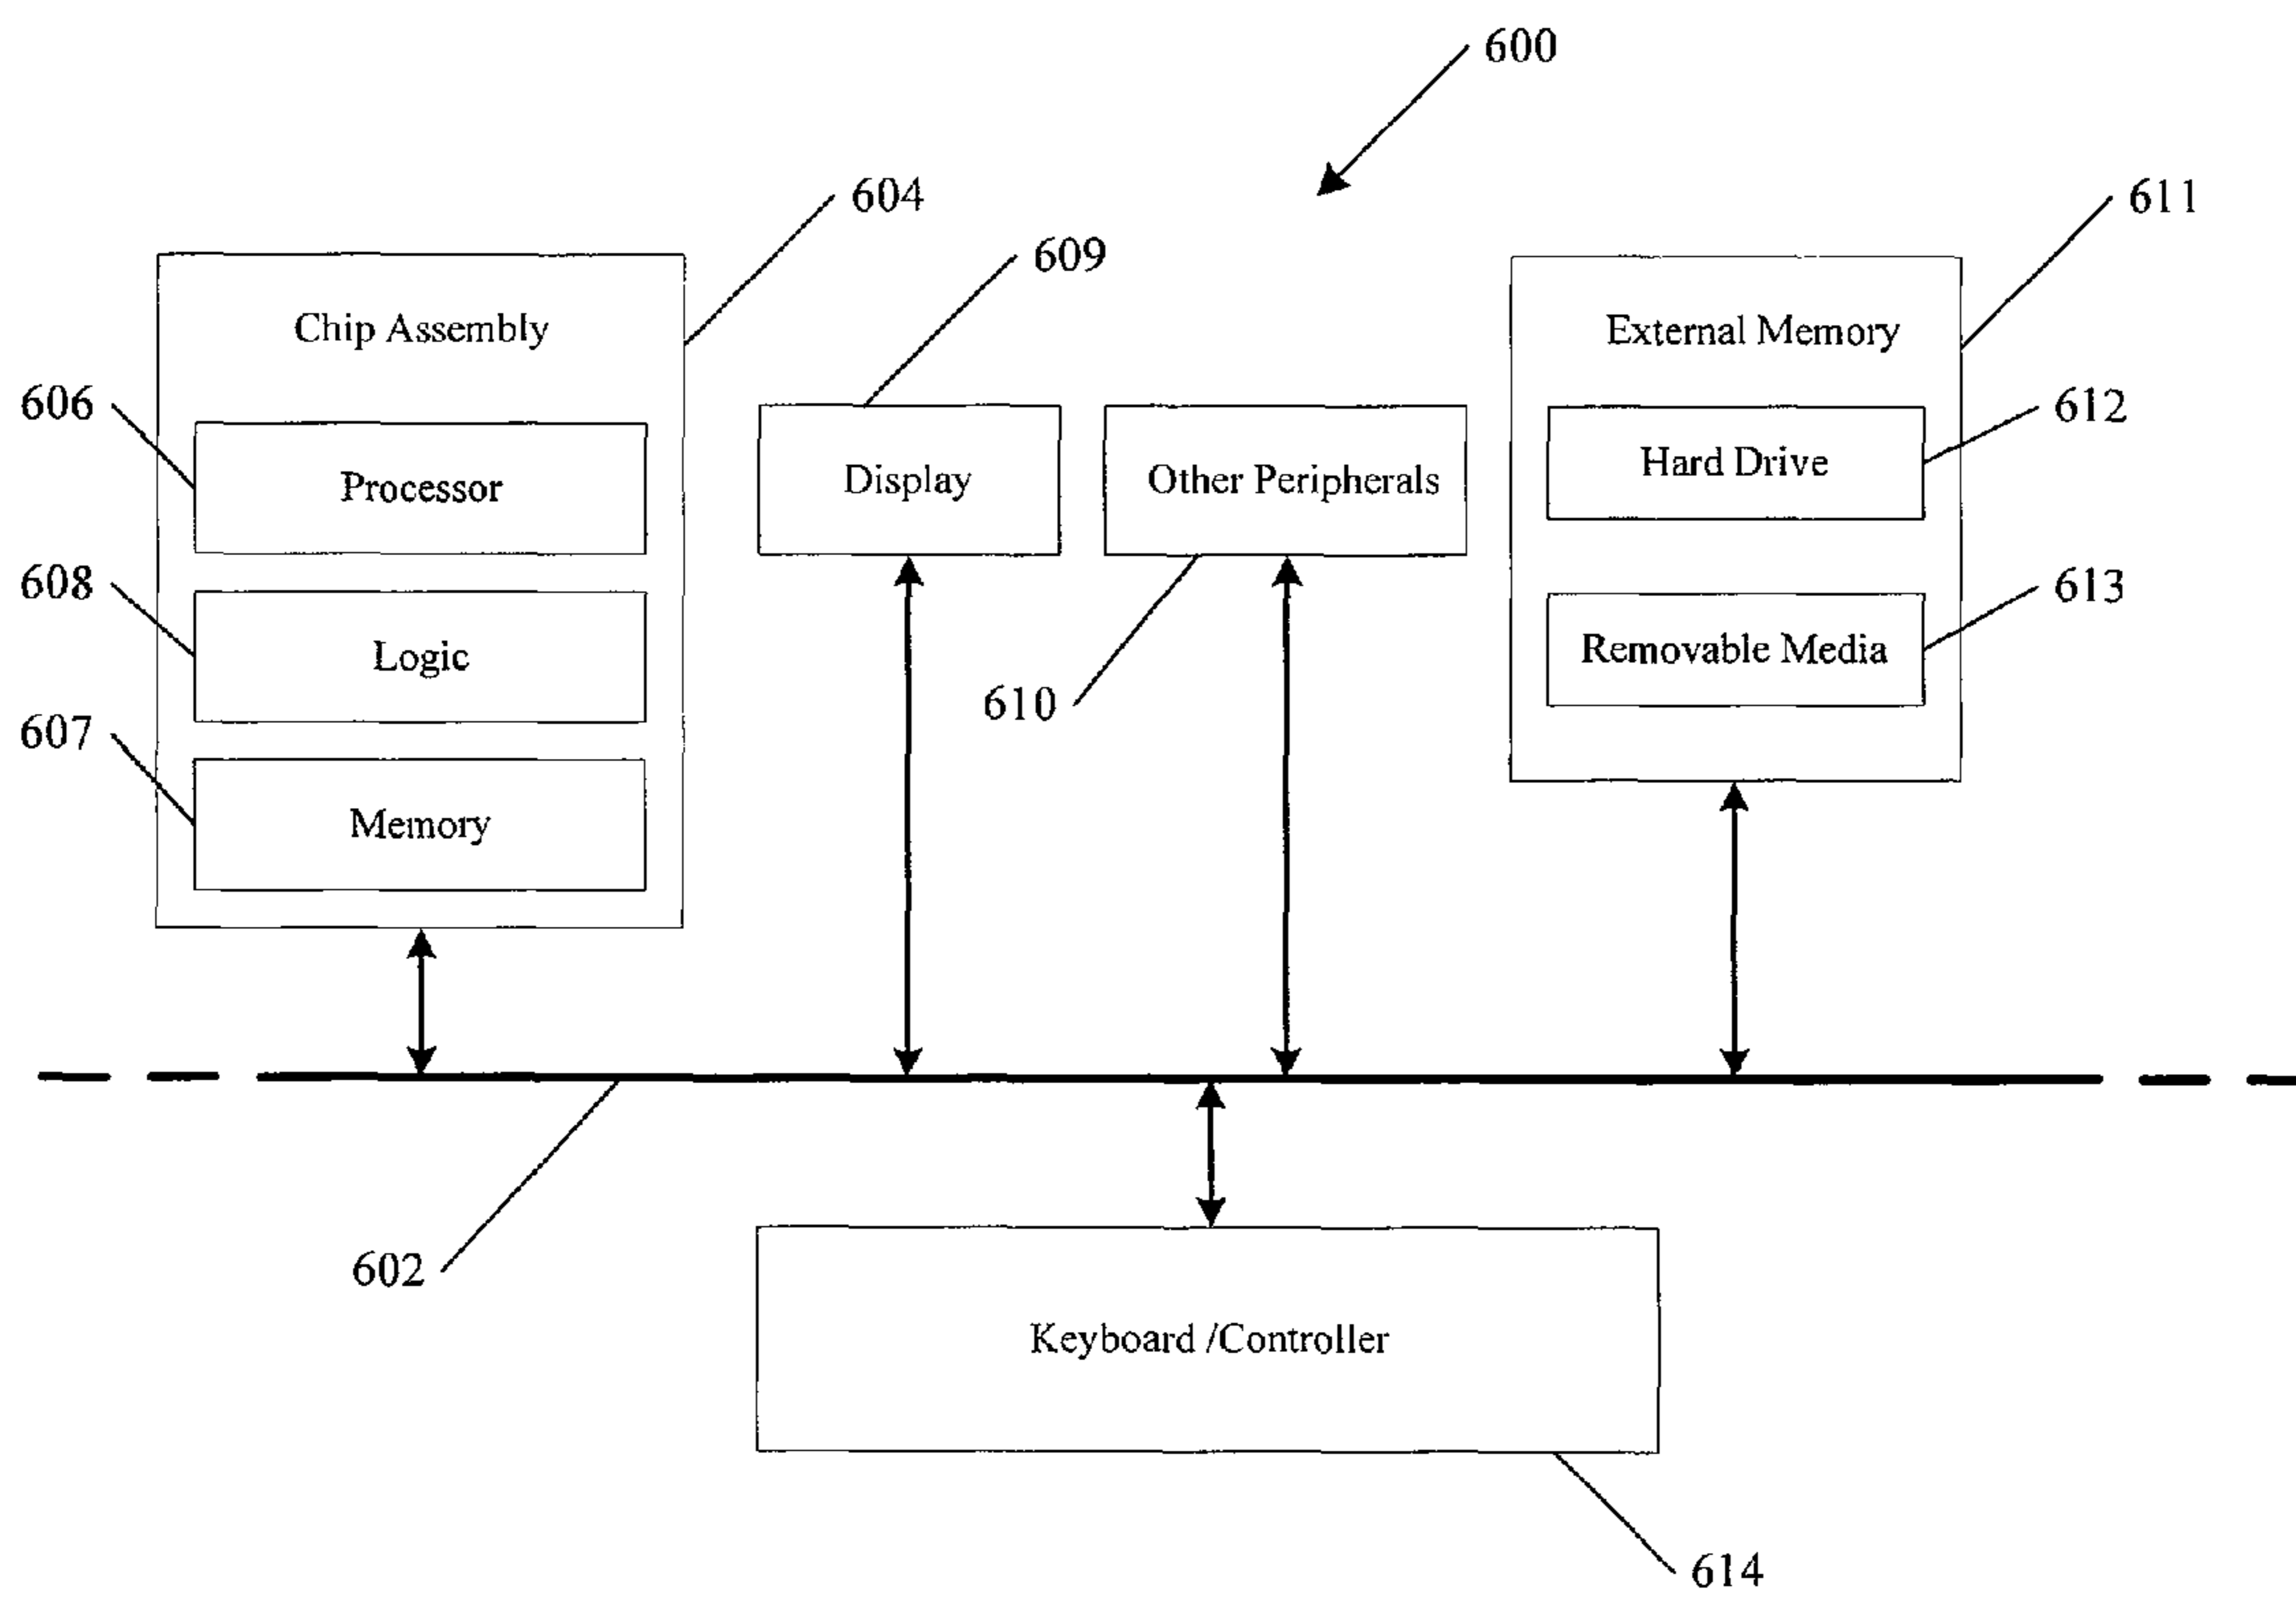 600
604
611
609
Chip Assembly
External Memory
606
612
Processor
Display
Other Peripherals
Hard Drive
608
613
Logic
Removable Media
610
607
Memory
602
Keyboard /Controller
614